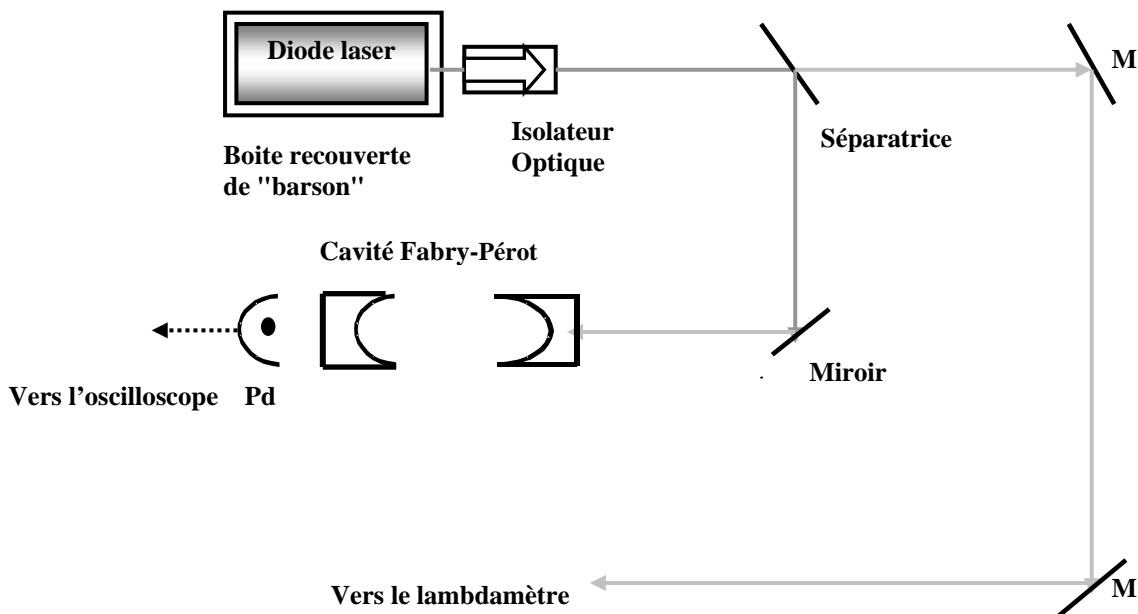 Diode laser
M
Isolateur
Optique
Séparatrice
Boite recouverte
de "barson"
Cavité Fabry-Pérot
Miroir
Vers l'oscilloscope
Pd
Vers le lambdamètre
M